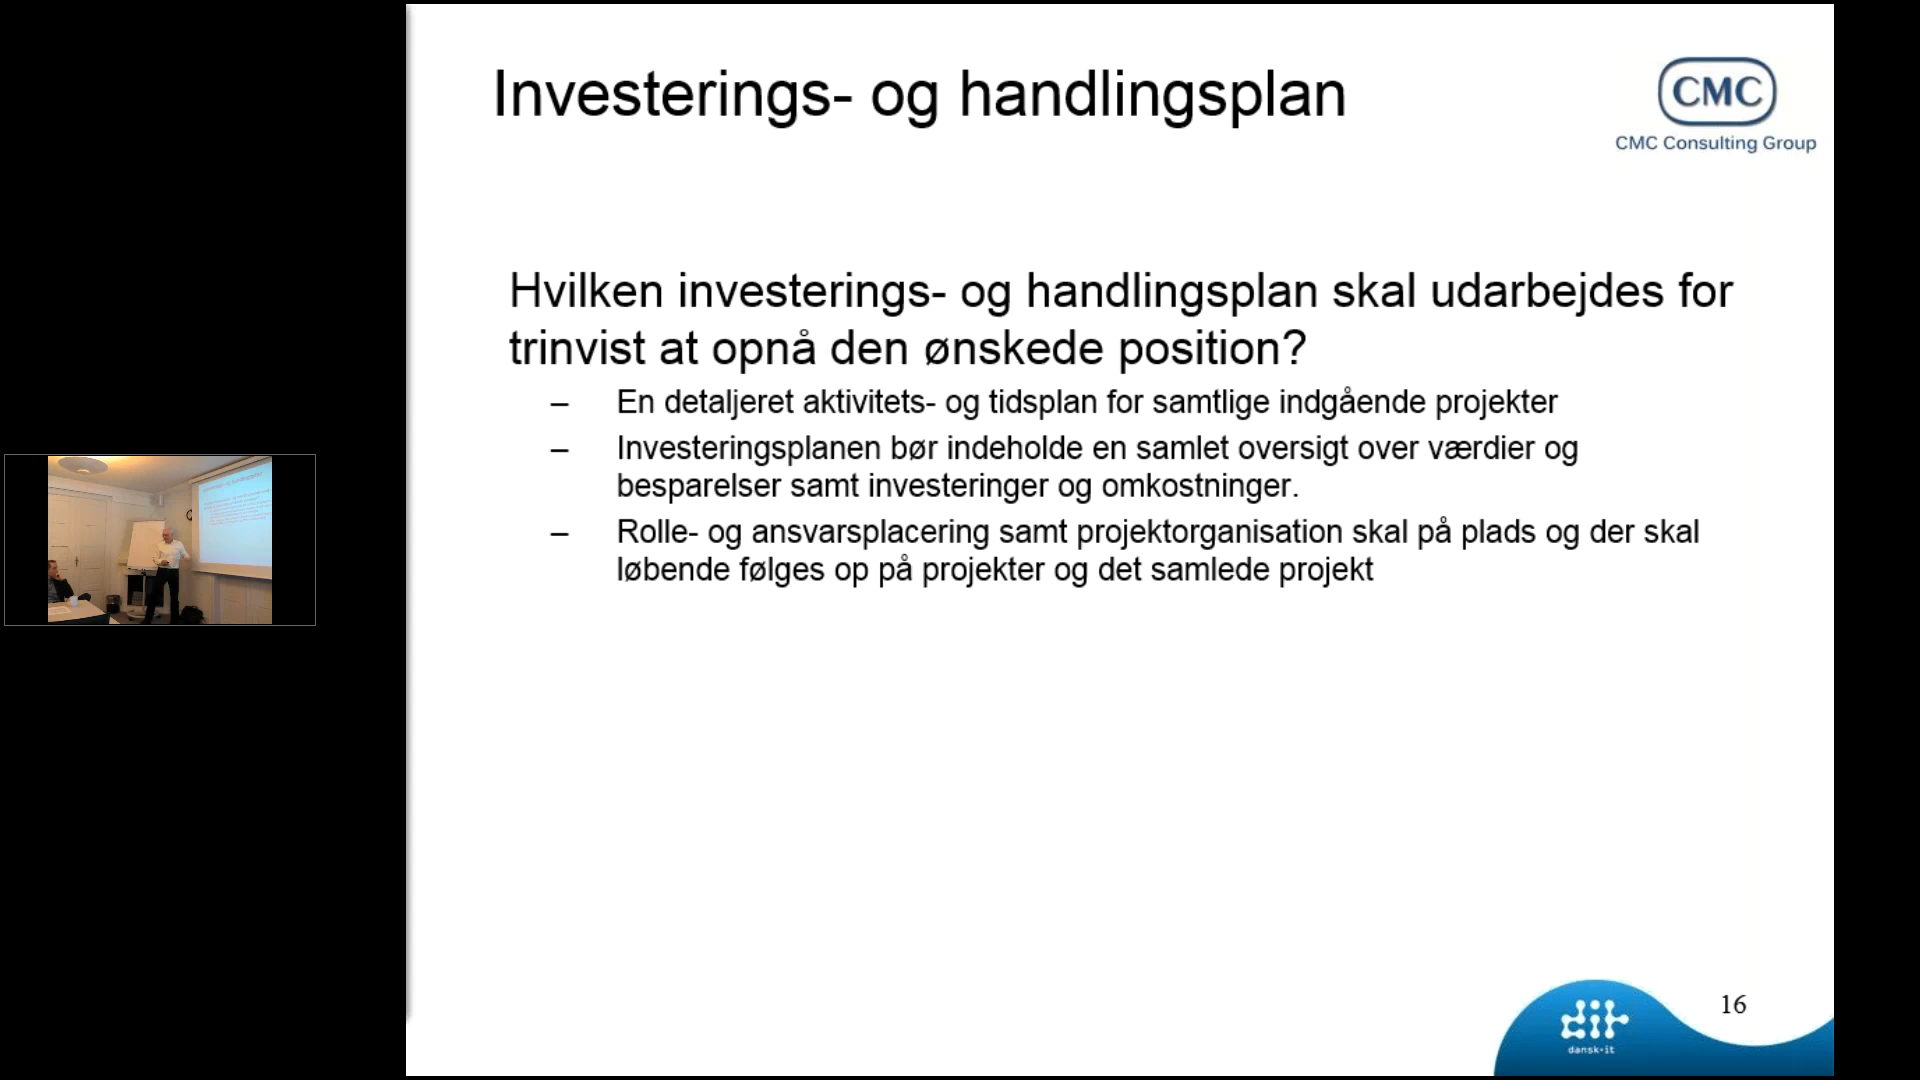 Investerings- og handlingsplan
CMC
CMC Consulting Group
Hvilken investerings- og handlingsplan skal udarbejdes for
trinvist at opnå den ønskede position?
– En detaljeret aktivitets- og tidsplan for samtlige indgående projekter
– Investeringsplanen bør indeholde en samlet oversigt over værdier og
besparelser samt investeringer og omkostninger.
– Rolle- og ansvarsplacering samt projektorganisation skal på plads og der skal
løbende følges op på projekter og det samlede projekt
16
dit
dansk·it